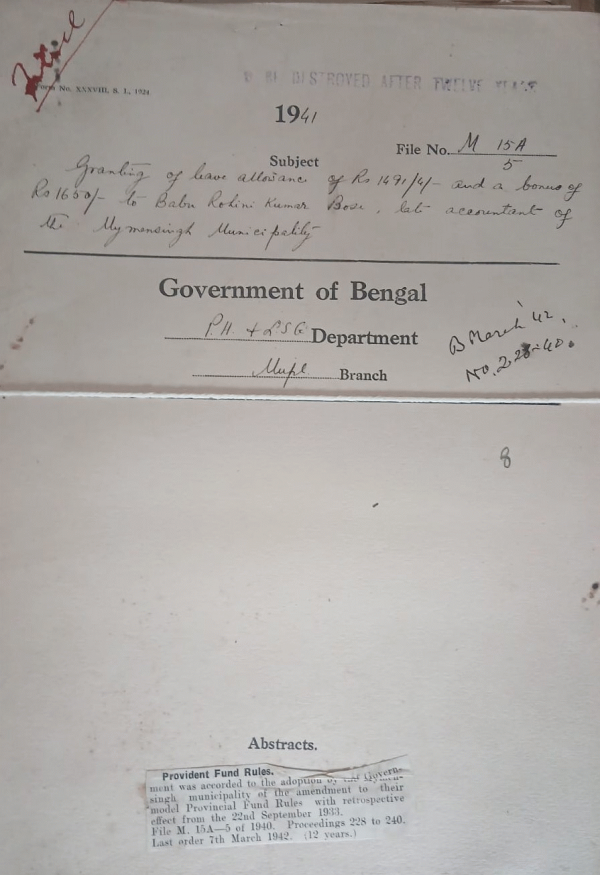 Form No. XXXVIII, S. I., 1924.
BE DESTROYED AFTER TWELVE YEARS
1941
File No. M 15A
5
Subject
Granting of leave allowance of Rs 1491/4/- and a bonus of
Rs 1650/- to Babu Rohini Kumar Bose, late accountant of
the Mymensingh Municipality
Government of Bengal
P.H. & L.S.G. Department
Mupl Branch
B March '42.
No. 228-40.
8
Abstracts.
Provident Fund Rules.
ment was accorded to the adoption by the
singh municipality of the amendment to their
model Provincial Fund Rules with retrospective
effect from the 22nd September 1933.
File M. 15A—5 of 1940. Proceedings 228 to 240.
Last order 7th March 1942. (12 years.)